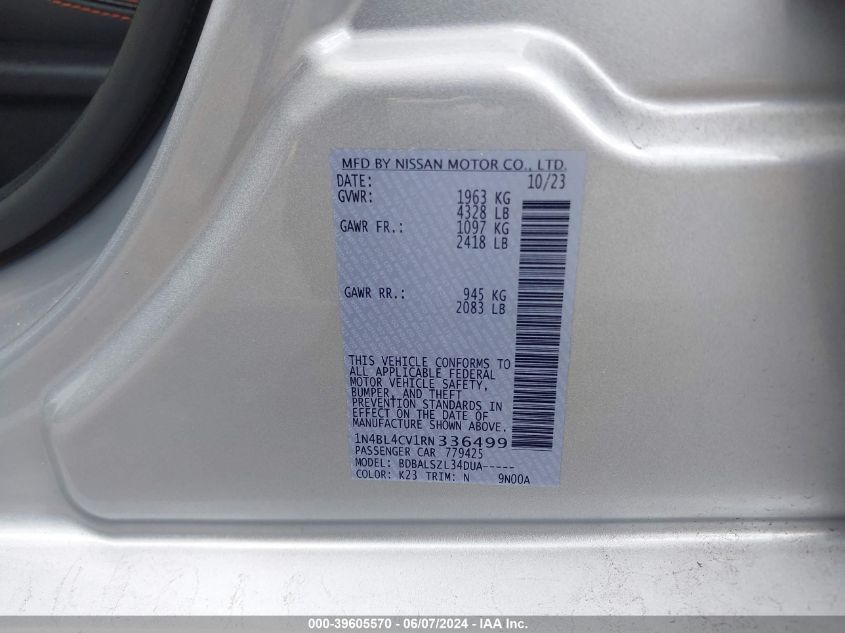 MFD BY NISSAN MOTOR CO., LTD.
DATE: 10/23
GVWR: 1963 KG
4328 LB
GAWR FR.: 1097 KG
2418 LB
GAWR RR.: 945 KG
2083 LB
THIS VEHICLE CONFORMS TO
ALL APPLICABLE FEDERAL
MOTOR VEHICLE SAFETY,
BUMPER, AND THEFT
PREVENTION STANDARDS IN
EFFECT ON THE DATE OF
MANUFACTURE SHOWN ABOVE.
1N4BL4CV1RN336499
PASSENGER CAR 779425
MODEL: BDBALSZL34DUA-----
COLOR: K23 TRIM: N 9N00A
000-39605570 - 06/07/2024 - IAA Inc.